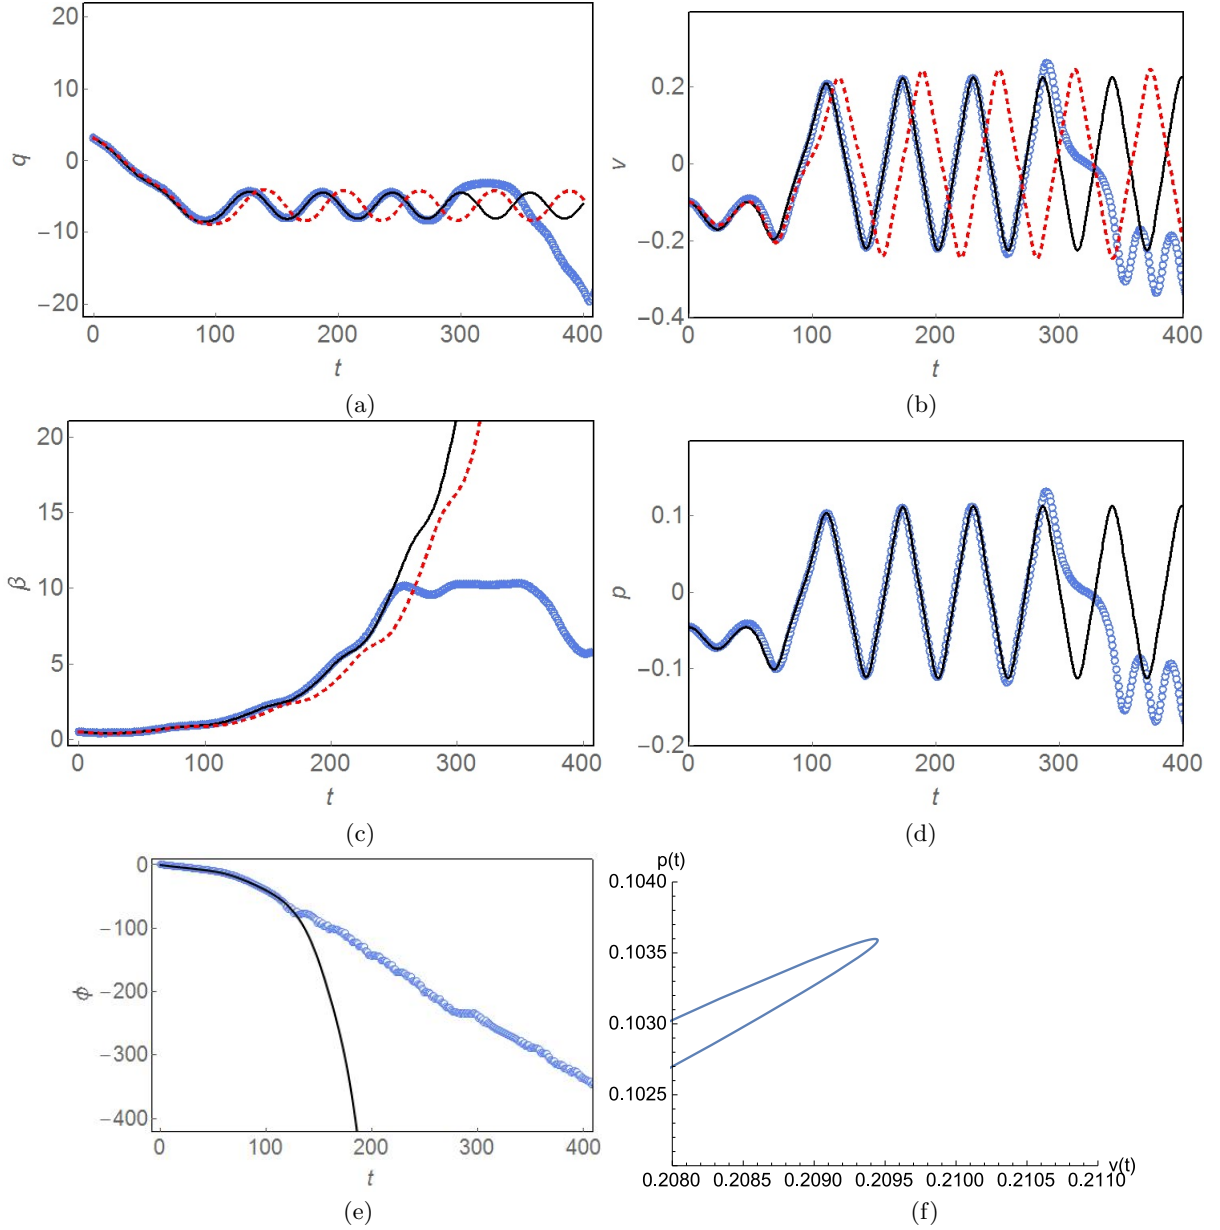 20
10
0
−10
−20
q
0 100 200 300 400
t
(a)
0.2
0
−0.2
−0.4
v
0 100 200 300 400
t
(b)
20
15
10
5
0
β
0 100 200 300 400
t
(c)
0.1
0
−0.1
−0.2
p
0 100 200 300 400
t
(d)
0
−100
−200
−300
−400
ϕ
0 100 200 300 400
t
(e)
p(t)
0.1040
0.1035
0.1030
0.1025
0.2080 0.2085 0.2090 0.2095 0.2100 0.2105 0.2110
v(t)
(f)